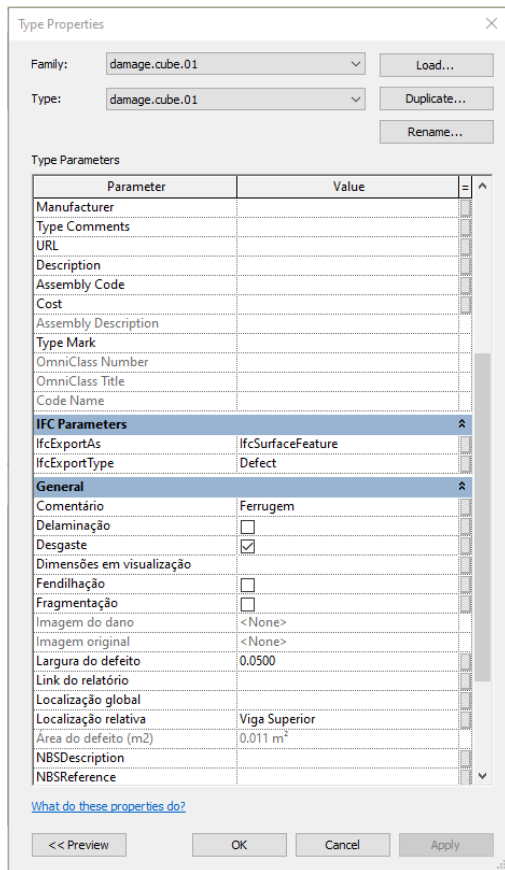 Type Properties
Family: damage.cube.01 Load...
Type: damage.cube.01 Duplicate...
Rename...
Type Parameters
Parameter Value =
Manufacturer
Type Comments
URL
Description
Assembly Code
Cost
Assembly Description
Type Mark
OmniClass Number
OmniClass Title
Code Name
IFC Parameters
IfcExportAs IfcSurfaceFeature
IfcExportType Defect
General
Comentário Ferrugem
Delaminação
Desgaste
Dimensões em visualização
Fendilhação
Fragmentação
Imagem do dano <None>
Imagem original <None>
Largura do defeito 0.0500
Link do relatório
Localização global
Localização relativa Viga Superior
Área do defeito (m2) 0.011 m²
NBSDescription
NBSReference
What do these properties do?
<< Preview OK Cancel Apply